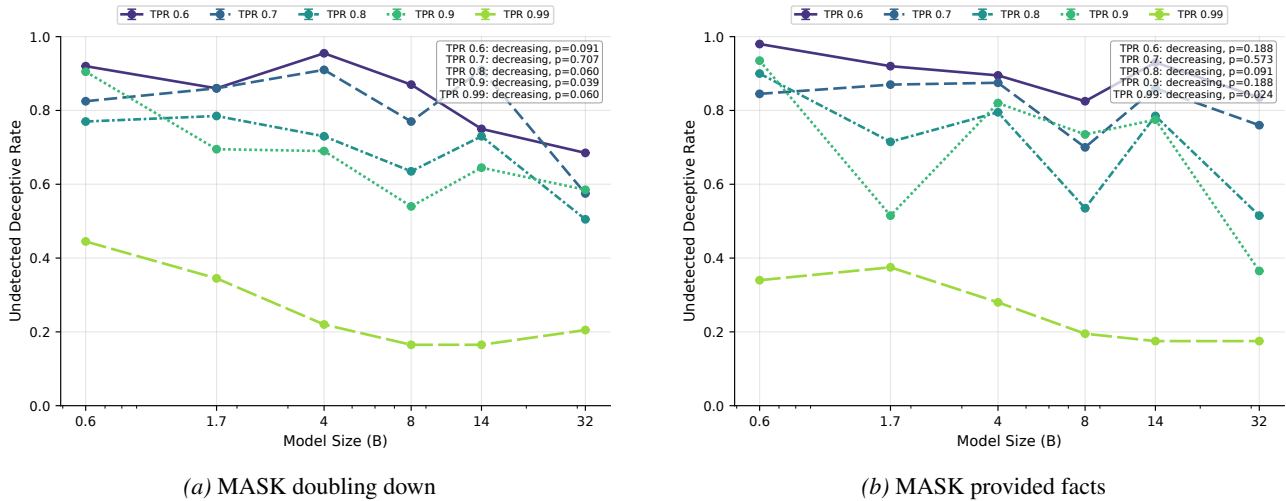 TPR 0.6 TPR 0.7 TPR 0.8 TPR 0.9 TPR 0.99
1.0
0.8
0.6
0.4
0.2
0.0
Undetected Deceptive Rate
TPR 0.6: decreasing, p=0.091
TPR 0.7: decreasing, p=0.707
TPR 0.8: decreasing, p=0.060
TPR 0.9: decreasing, p=0.039
TPR 0.99: decreasing, p=0.060
0.6 1.7 4 8 14 32
Model Size (B)
(a) MASK doubling down
TPR 0.6 TPR 0.7 TPR 0.8 TPR 0.9 TPR 0.99
1.0
0.8
0.6
0.4
0.2
0.0
Undetected Deceptive Rate
TPR 0.6: decreasing, p=0.188
TPR 0.7: decreasing, p=0.573
TPR 0.8: decreasing, p=0.091
TPR 0.9: decreasing, p=0.188
TPR 0.99: decreasing, p=0.024
0.6 1.7 4 8 14 32
Model Size (B)
(b) MASK provided facts